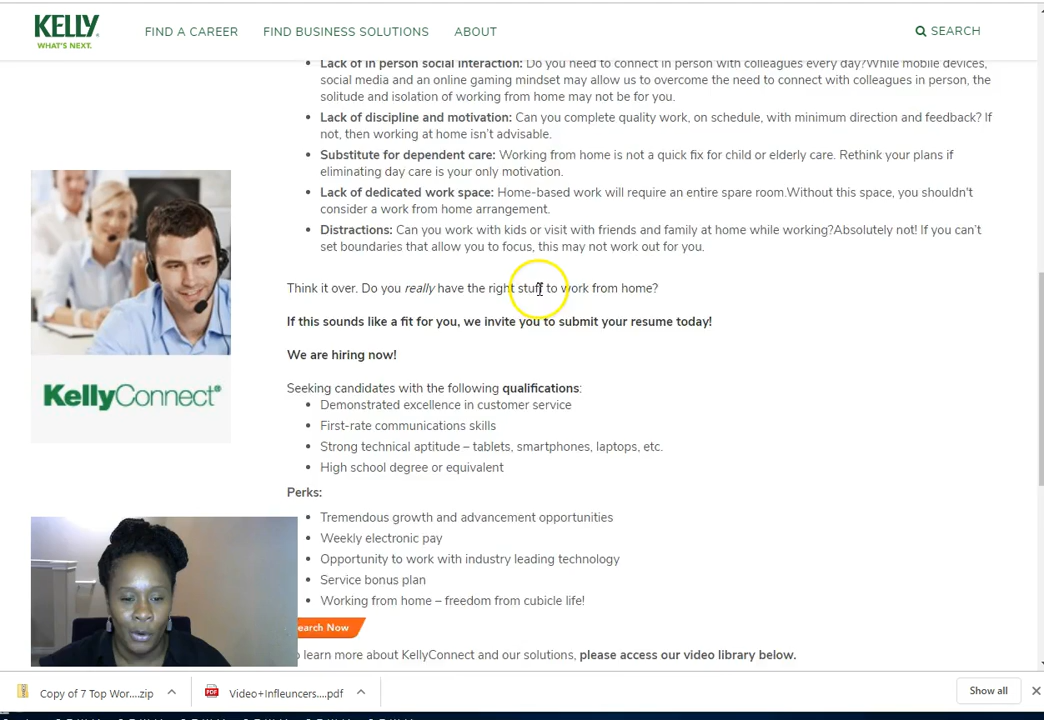 KELLY
WHAT'S NEXT.
FIND A CAREER
FIND BUSINESS SOLUTIONS
ABOUT
SEARCH
• Lack of in person social interaction: Do you need to connect in person with colleagues every day?While mobile devices,
social media and an online gaming mindset may allow us to overcome the need to connect with colleagues in person, the
solitude and isolation of working from home may not be for you.
• Lack of discipline and motivation: Can you complete quality work, on schedule, with minimum direction and feedback? If
not, then working at home isn't advisable.
• Substitute for dependent care: Working from home is not a quick fix for child or elderly care. Rethink your plans if
eliminating day care is your only motivation.
• Lack of dedicated work space: Home-based work will require an entire spare room.Without this space, you shouldn't
consider a work from home arrangement.
• Distractions: Can you work with kids or visit with friends and family at home while working?Absolutely not! If you can't
set boundaries that allow you to focus, this may not work out for you.
Think it over. Do you really have the right stuff to work from home?
If this sounds like a fit for you, we invite you to submit your resume today!
We are hiring now!
KellyConnect®
Seeking candidates with the following qualifications:
• Demonstrated excellence in customer service
• First-rate communications skills
• Strong technical aptitude – tablets, smartphones, laptops, etc.
• High school degree or equivalent
Perks:
• Tremendous growth and advancement opportunities
• Weekly electronic pay
• Opportunity to work with industry leading technology
• Service bonus plan
• Working from home – freedom from cubicle life!
earch Now
learn more about KellyConnect and our solutions, please access our video library below.
Copy of 7 Top Wor....zip
Video+Infleuncers....pdf
Show all